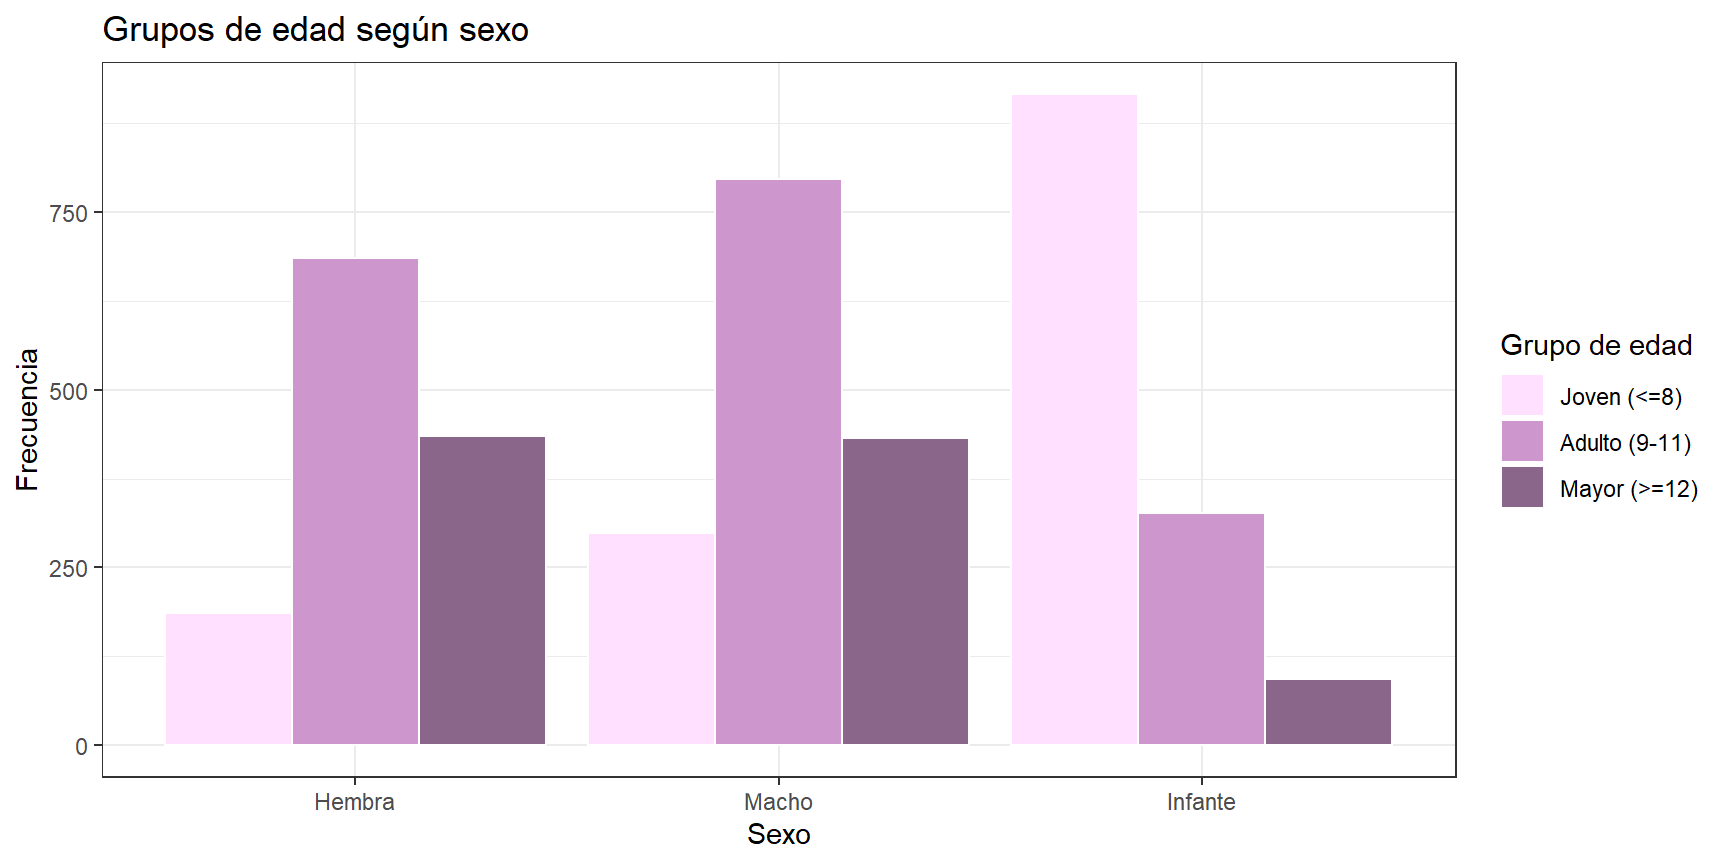 Grupos de edad según sexo
Frecuencia
750
500
250
0
Hembra
Macho
Infante
Sexo
Grupo de edad
Joven (<=8)
Adulto (9-11)
Mayor (>=12)